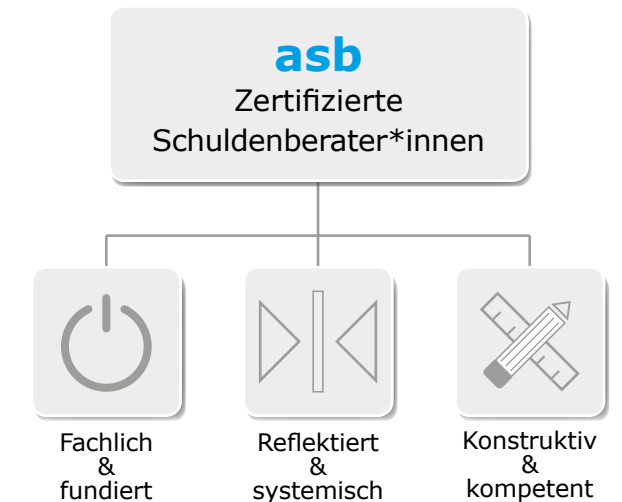 asb
Zertifizierte
Schuldenberater*innen
Fachlich
&
fundiert
Reflektiert
&
systemisch
Konstruktiv
&
kompetent